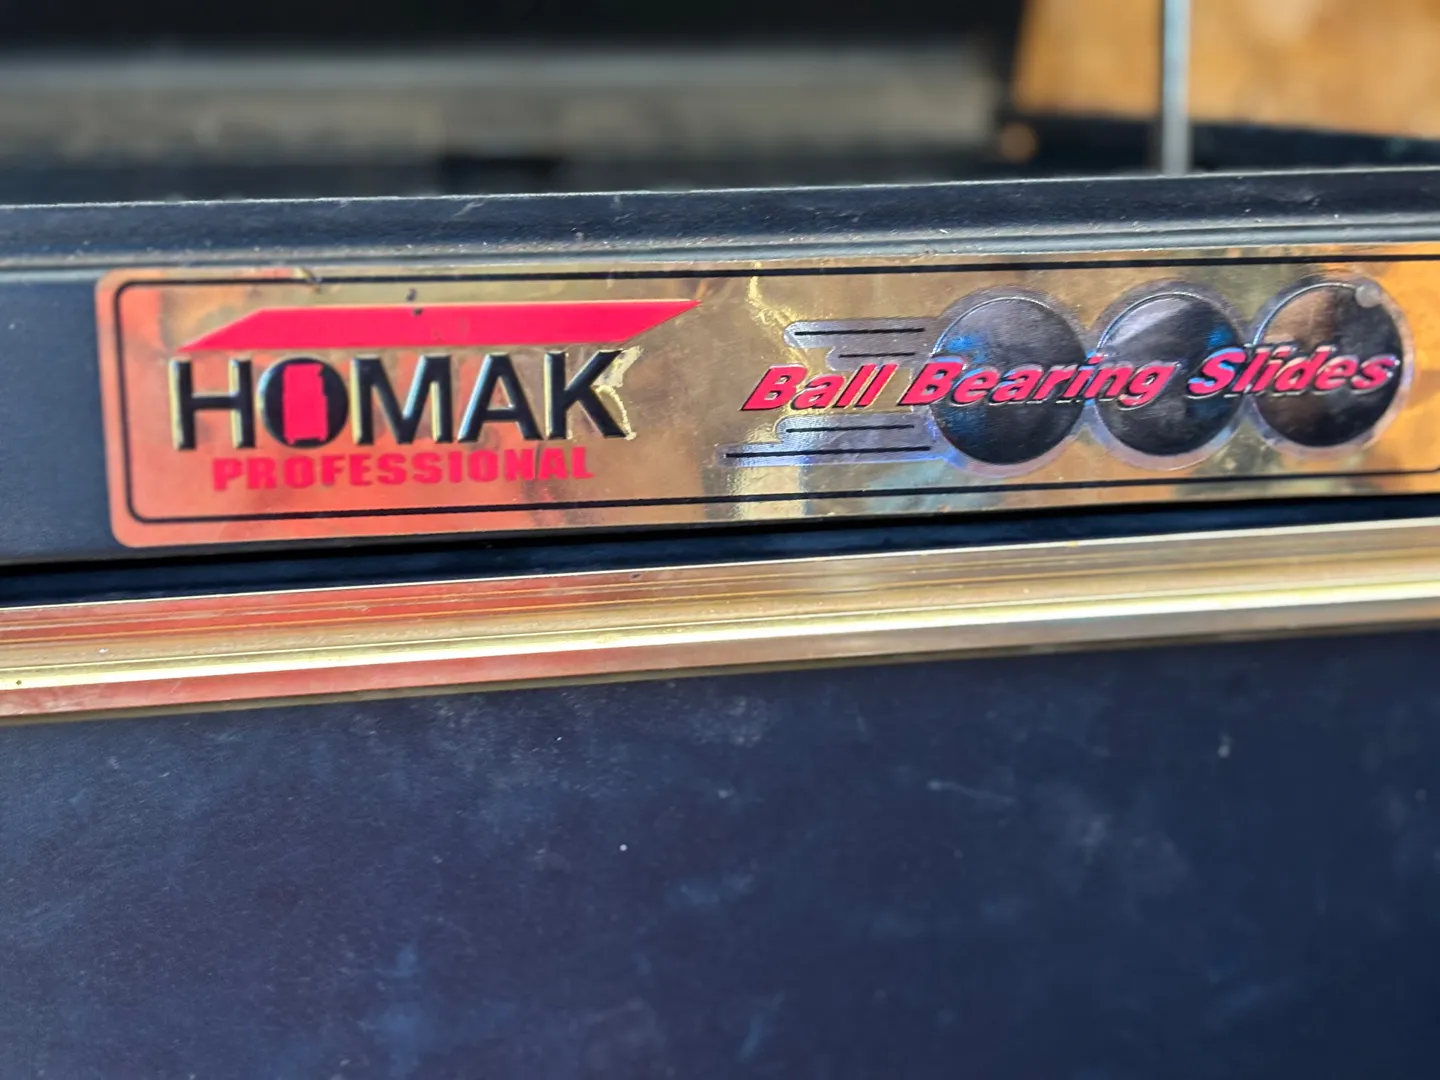 HOMAK
PROFESSIONAL
Ball Bearing Slides